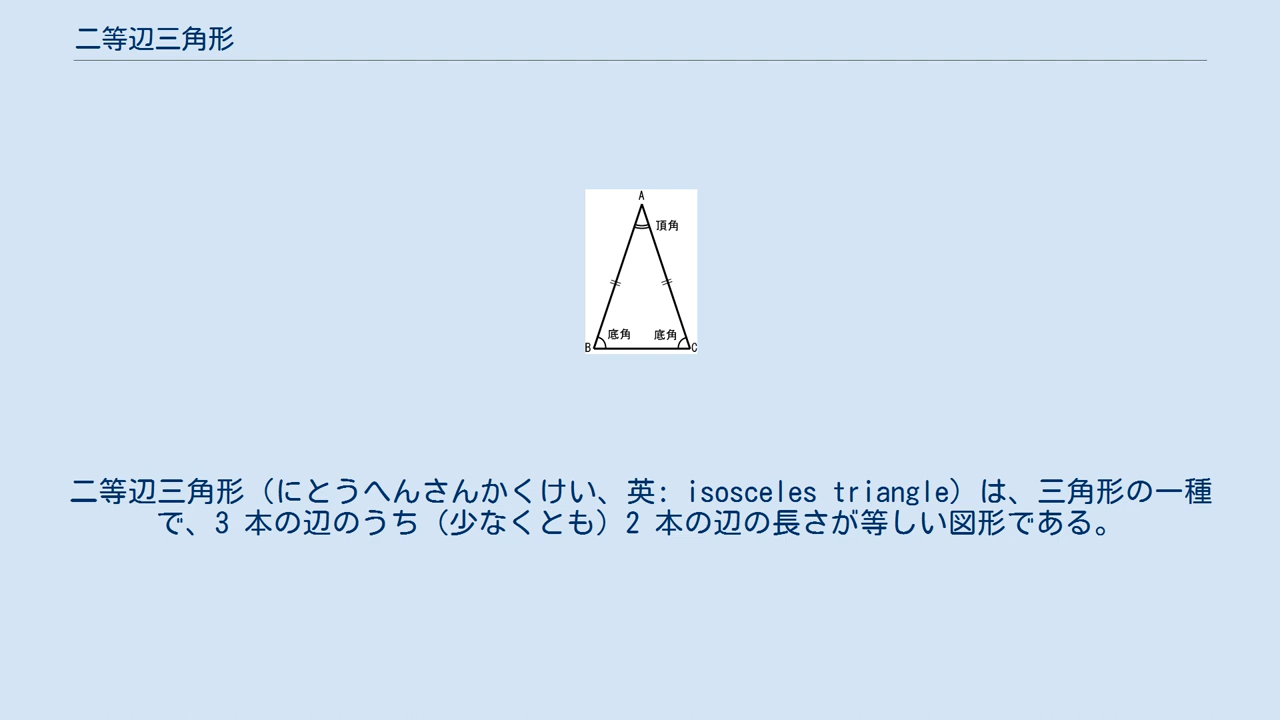 二等辺三角形
A
頂角
底角 底角
B C
二等辺三角形（にとうへんさんかくけい、英: isosceles triangle）は、三角形の一種
で、3 本の辺のうち（少なくとも）2 本の辺の長さが等しい図形である。